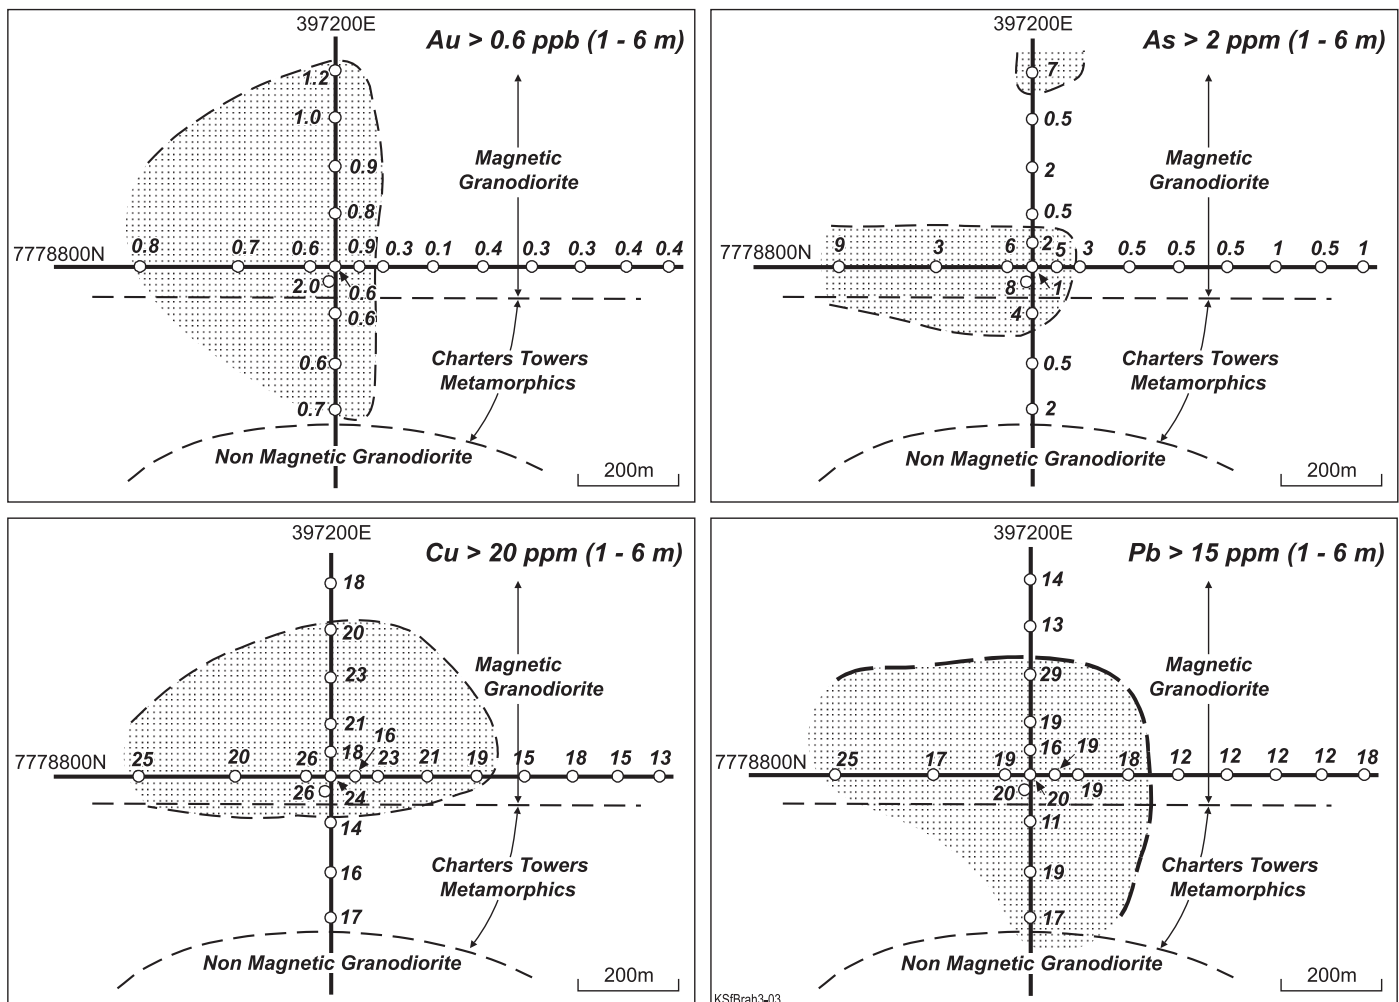 397200E
Au > 0.6 ppb (1 - 6 m)
1.2
1.0
Magnetic
Granodiorite
0.9
0.8
7778800N
0.8 0.7 0.6 0.9 0.3 0.1 0.4 0.3 0.3 0.4 0.4
2.0 0.6
0.6
0.6
Charters Towers
Metamorphics
0.7
Non Magnetic Granodiorite
200m
397200E
As > 2 ppm (1 - 6 m)
7
0.5
Magnetic
Granodiorite
2
0.5
7778800N
9 3 6 2 5 3 0.5 0.5 0.5 1 0.5 1
8 1
4
0.5
Charters Towers
Metamorphics
2
Non Magnetic Granodiorite
200m
397200E
Cu > 20 ppm (1 - 6 m)
18
20
Magnetic
Granodiorite
23
21
16
7778800N
25 20 26 18 23 21 19 15 18 15 13
26 24
14
16
Charters Towers
Metamorphics
17
Non Magnetic Granodiorite
200m
397200E
Pb > 15 ppm (1 - 6 m)
14
13
Magnetic
Granodiorite
29
19
7778800N
25 17 19 16 19 18 12 12 12 12 18
20 20 19
11
19
Charters Towers
Metamorphics
17
Non Magnetic Granodiorite
200m
KSfBrah3-03